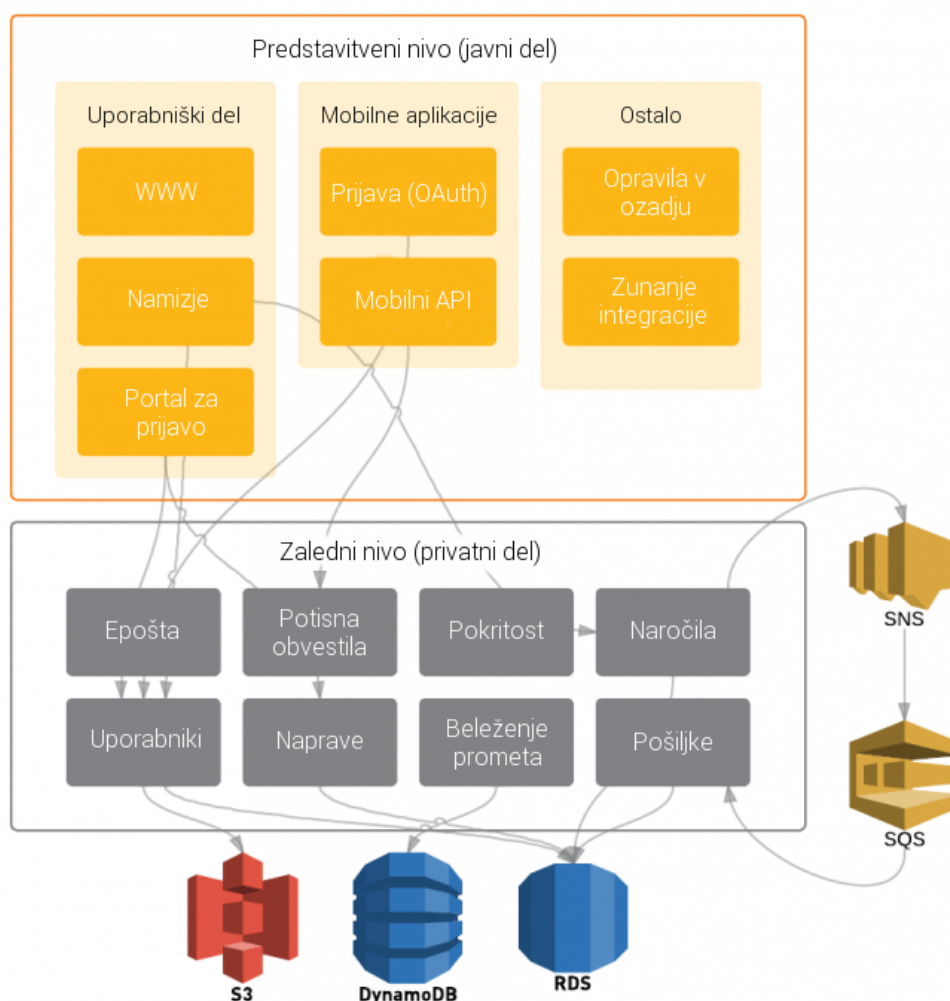 Predstavitveni nivo (javni del)
Uporabniški del
WWW
Namizje
Portal za
prijavo
Mobilne aplikacije
Prijava (OAuth)
Mobilni API
Ostalo
Opravila v
ozadju
Zunanje
integracije
Zaledni nivo (privatni del)
Epošta
Potisna
obvestila
Pokritost
Naročila
Uporabniki
Naprave
Beleženje
prometa
Pošiljke
SNS
SQS
S3
DynamoDB
RDS